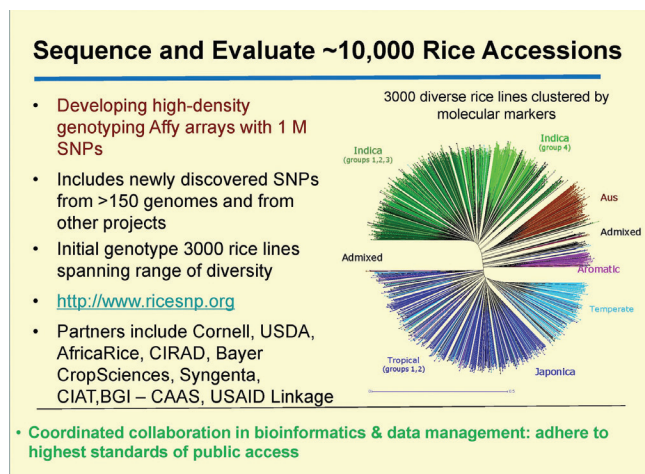 Sequence and Evaluate ~10,000 Rice Accessions
• Developing high-density
genotyping Affy arrays with 1 M
SNPs
• Includes newly discovered SNPs
from >150 genomes and from
other projects
• Initial genotype 3000 rice lines
spanning range of diversity
• http://www.ricesnp.org
• Partners include Cornell, USDA,
AfricaRice, CIRAD, Bayer
CropSciences, Syngenta,
CIAT,BGI – CAAS, USAID Linkage
3000 diverse rice lines clustered by
molecular markers
Indica
(groups 1,2,3)
Indica
(group 4)
Aus
Admixed
Admixed
Aromatic
Temperate
Tropical
(groups 1,2)
Japonica
0
0.5
• Coordinated collaboration in bioinformatics & data management: adhere to
highest standards of public access